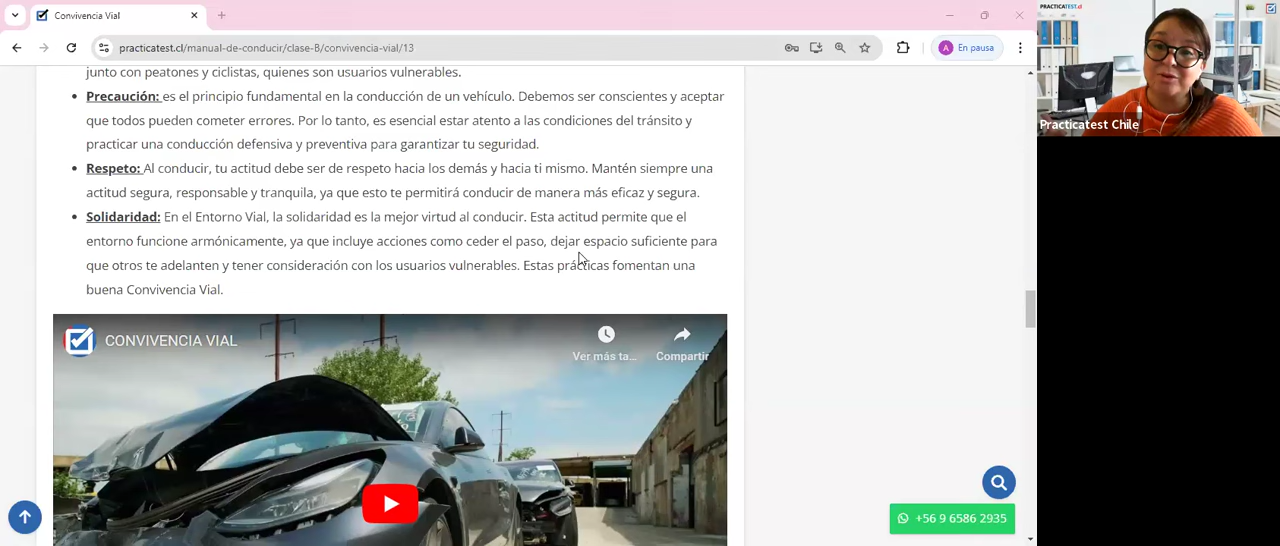 Convivencia Vial
practicatest.cl/manual-de-conducir/clase-B/convivencia-vial/13
A
En pausa
PRACTICATEST.cl
Practicatest Chile
junto con peatones y ciclistas, quienes son usuarios vulnerables.
Precaución: es el principio fundamental en la conducción de un vehículo. Debemos ser conscientes y aceptar
que todos pueden cometer errores. Por lo tanto, es esencial estar atento a las condiciones del tránsito y
practicar una conducción defensiva y preventiva para garantizar tu seguridad.
Respeto: Al conducir, tu actitud debe ser de respeto hacia los demás y hacia ti mismo. Mantén siempre una
actitud segura, responsable y tranquila, ya que esto te permitirá conducir de manera más eficaz y segura.
Solidaridad: En el Entorno Vial, la solidaridad es la mejor virtud al conducir. Esta actitud permite que el
entorno funcione armónicamente, ya que incluye acciones como ceder el paso, dejar espacio suficiente para
que otros te adelanten y tener consideración con los usuarios vulnerables. Estas prácticas fomentan una
buena Convivencia Vial.
CONVIVENCIA VIAL
Ver más ta...
Compartir
+56 9 6586 2935